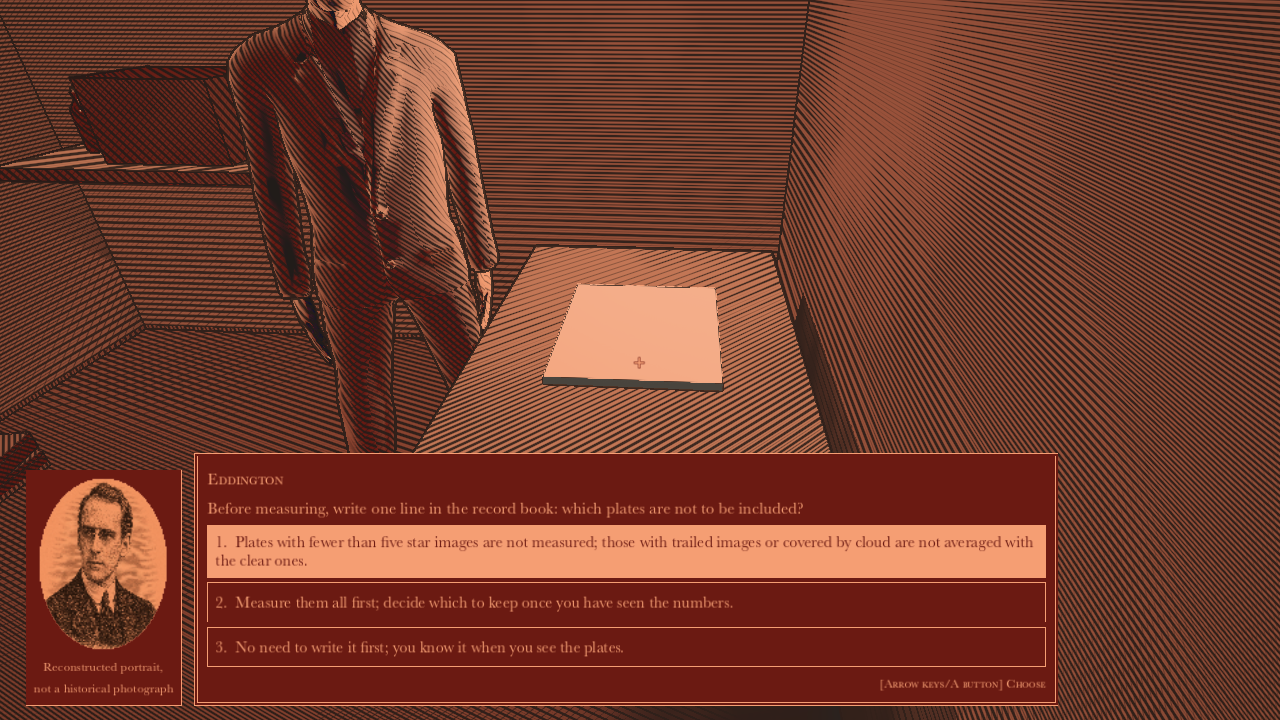 Eddington
Before measuring, write one line in the record book: which plates are not to be included?
1. Plates with fewer than five star images are not measured; those with trailed images or covered by cloud are not averaged with
the clear ones.
2. Measure them all first; decide which to keep once you have seen the numbers.
3. No need to write it first; you know it when you see the plates.
[Arrow keys/A button] Choose
Reconstructed portrait,
not a historical photograph